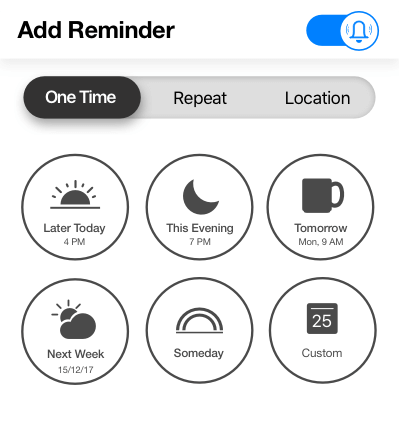 Add Reminder
One Time
Repeat
Location
Later Today
4 PM
This Evening
7 PM
Tomorrow
Mon, 9 AM
Next Week
15/12/17
Someday
25
Custom